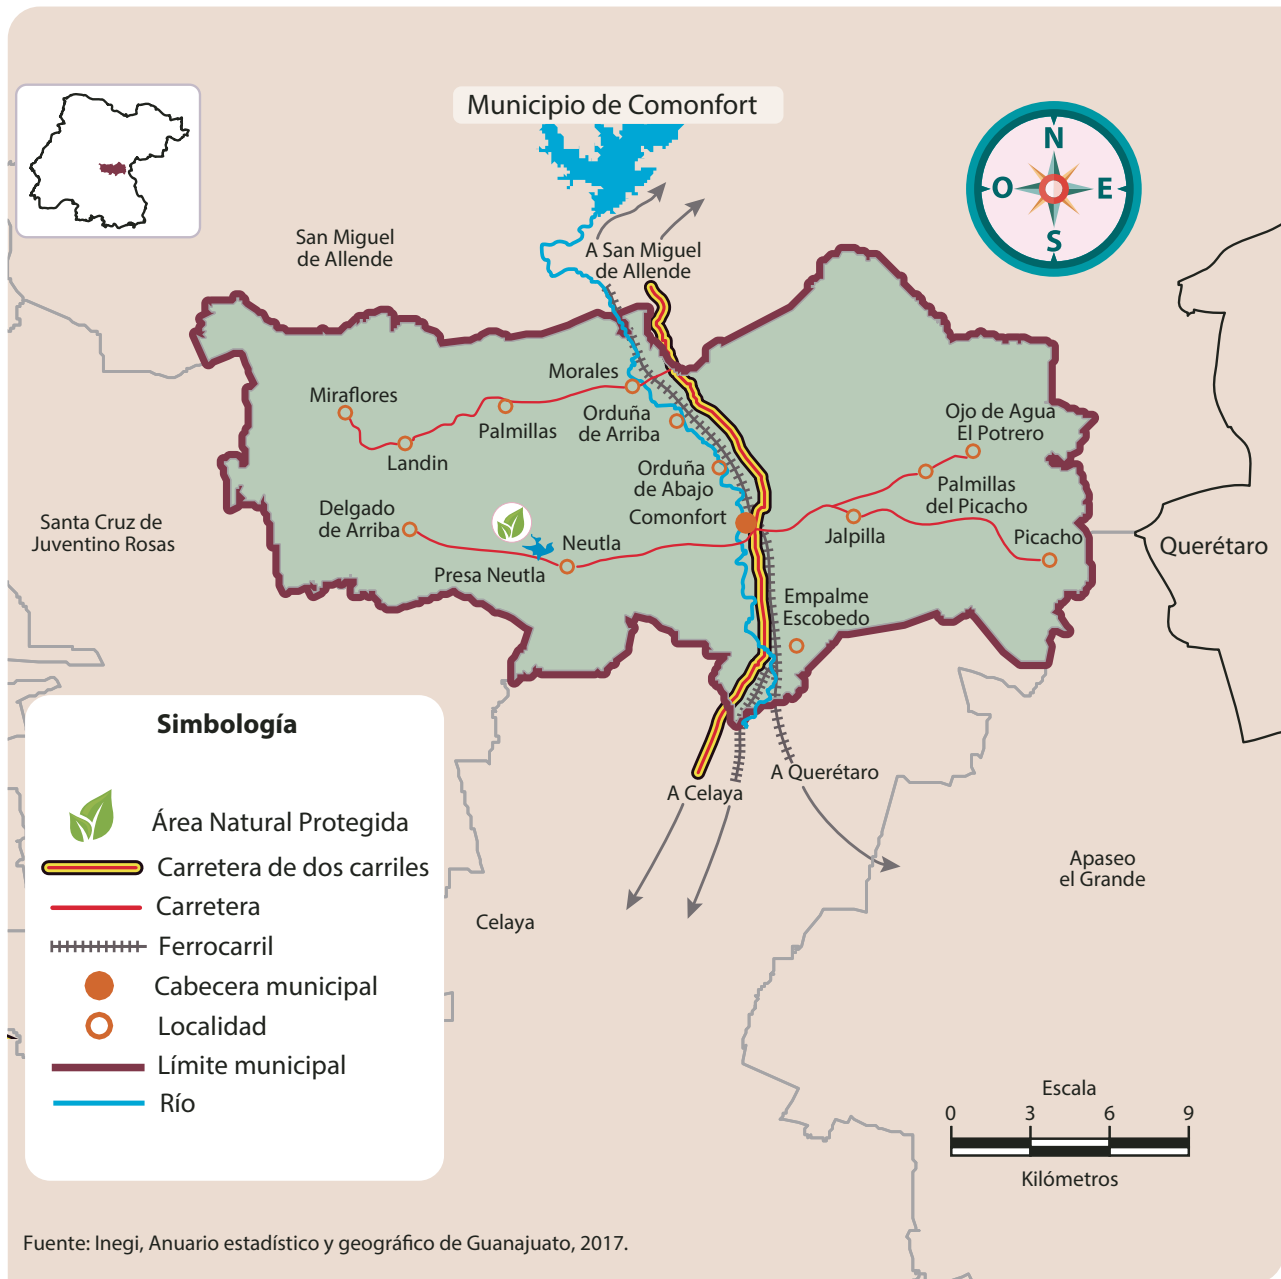 Municipio de Comonfort
N
O
E
S
San Miguel
de Allende
A San Miguel
de Allende
Morales
Miraflores
Palmillas
Orduña
de Arriba
Landin
Ojo de Agua
El Potrero
Orduña
de Abajo
Palmillas
del Picacho
Delgado
de Arriba
Comonfort
Santa Cruz de
Juventino Rosas
Neutla
Jalpilla
Picacho
Querétaro
Presa Neutla
Empalme
Escobedo
A Querétaro
A Celaya
Apaseo
el Grande
Celaya
Simbología
Área Natural Protegida
Carretera de dos carriles
Carretera
Ferrocarril
Cabecera municipal
Localidad
Límite municipal
Río
Escala
0 3 6 9
Kilómetros
Fuente: Inegi, Anuario estadístico y geográfico de Guanajuato, 2017.